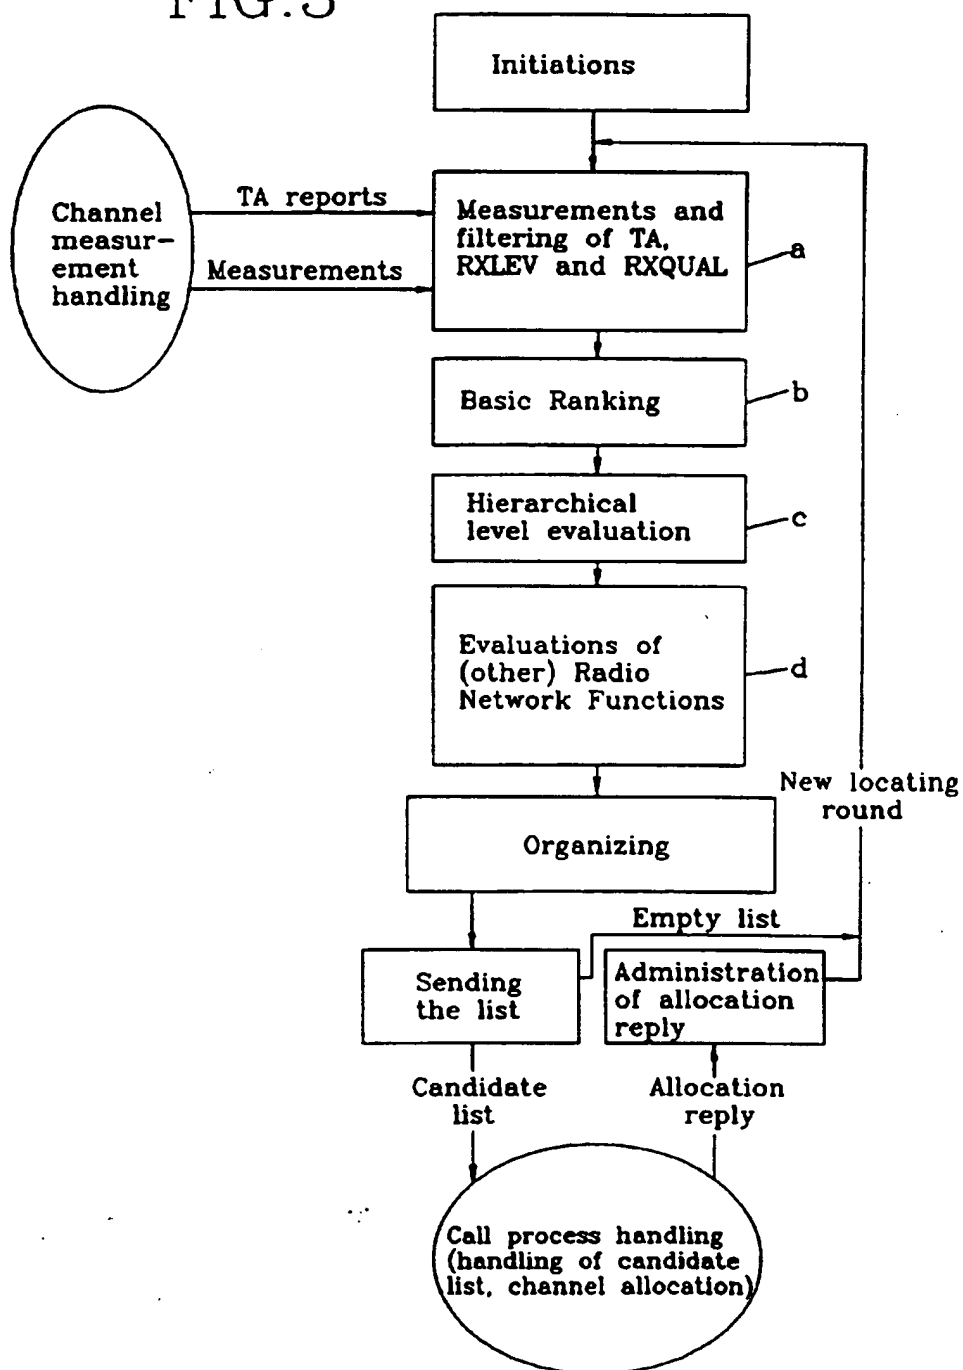 FIG.3
Initiations
Channel
measur-
ement
handling
TA reports
Measurements
Measurements and
filtering of TA,
RXLEV and RXQUAL
a
Basic Ranking
b
Hierarchical
level evaluation
c
Evaluations of
(other) Radio
Network Functions
d
New locating
round
Organizing
Empty list
Sending
the list
Administration
of allocation
reply
Candidate
list
Allocation
reply
Call process handling
(handling of candidate
list, channel allocation)